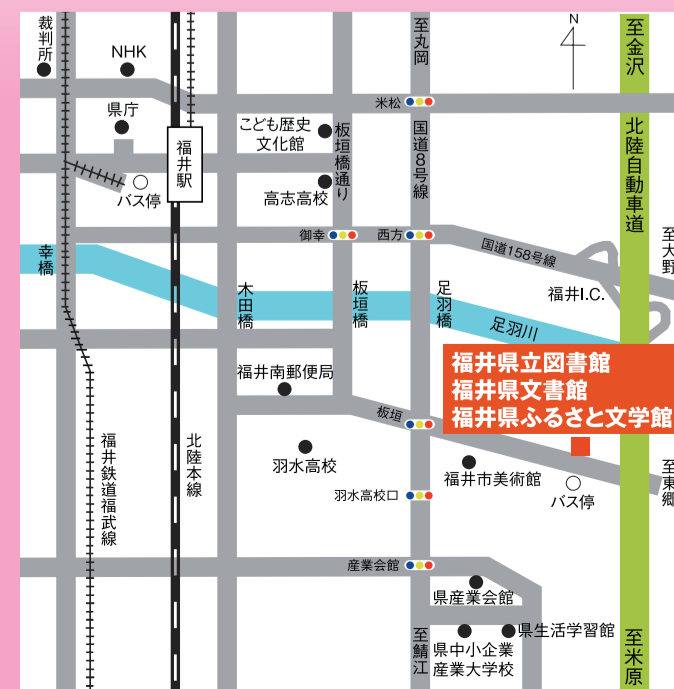 裁判所
NHK
県庁
バス停
福井駅
こども歴史
文化館
高志高校
板垣橋通り
至丸岡
国道8号線
米松
N
至金沢
北陸自動車道
至大野
御幸
西方
国道158号線
福井I.C.
幸橋
木田橋
板垣橋
足羽橋
足羽川
福井県立図書館
福井県文書館
福井県ふるさと文学館
福井南郵便局
板垣
羽水高校
福井市美術館
バス停
至東郷
福井鉄道福武線
北陸本線
羽水高校口
産業会館
県産業会館
県生活学習館
県中小企業
産業大学校
至鯖江
至米原